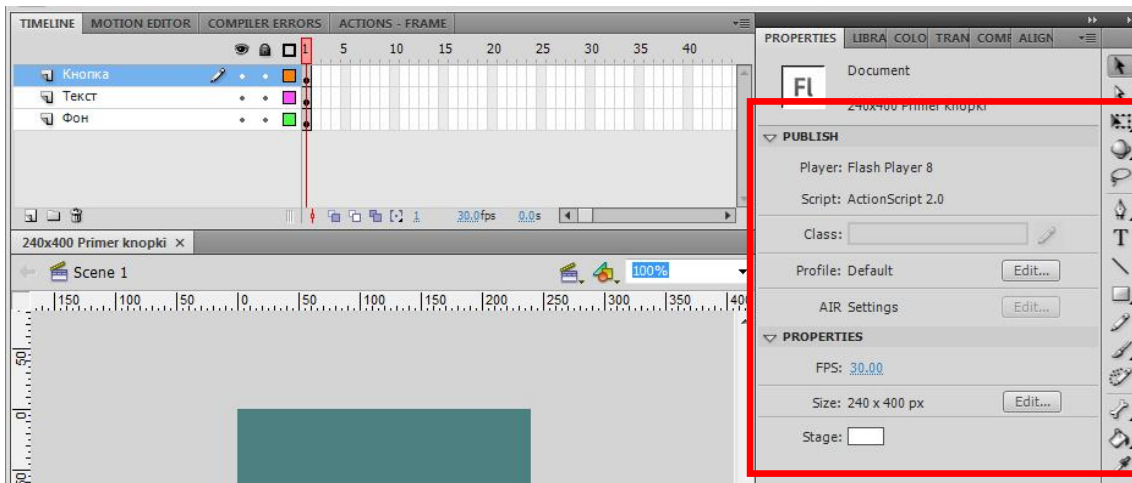 TIMELINE MOTION EDITOR COMPILER ERRORS ACTIONS - FRAME
1 5 10 15 20 25 30 35 40
Кнопка
Текст
Фон
1 30.0fps 0.0s
240x400 Primer knopki ×
Scene 1
100%
150 100 50 0 50 100 150 200 250 300 350 400
50
0
50
PROPERTIES LIBRA COLO TRAN COMP ALIGN
Fl
Document
240x400 Primer knopki
PUBLISH
Player: Flash Player 8
Script: ActionScript 2.0
Class:
Profile: Default Edit...
AIR Settings Edit...
PROPERTIES
FPS: 30.00
Size: 240 x 400 px Edit...
Stage:
T